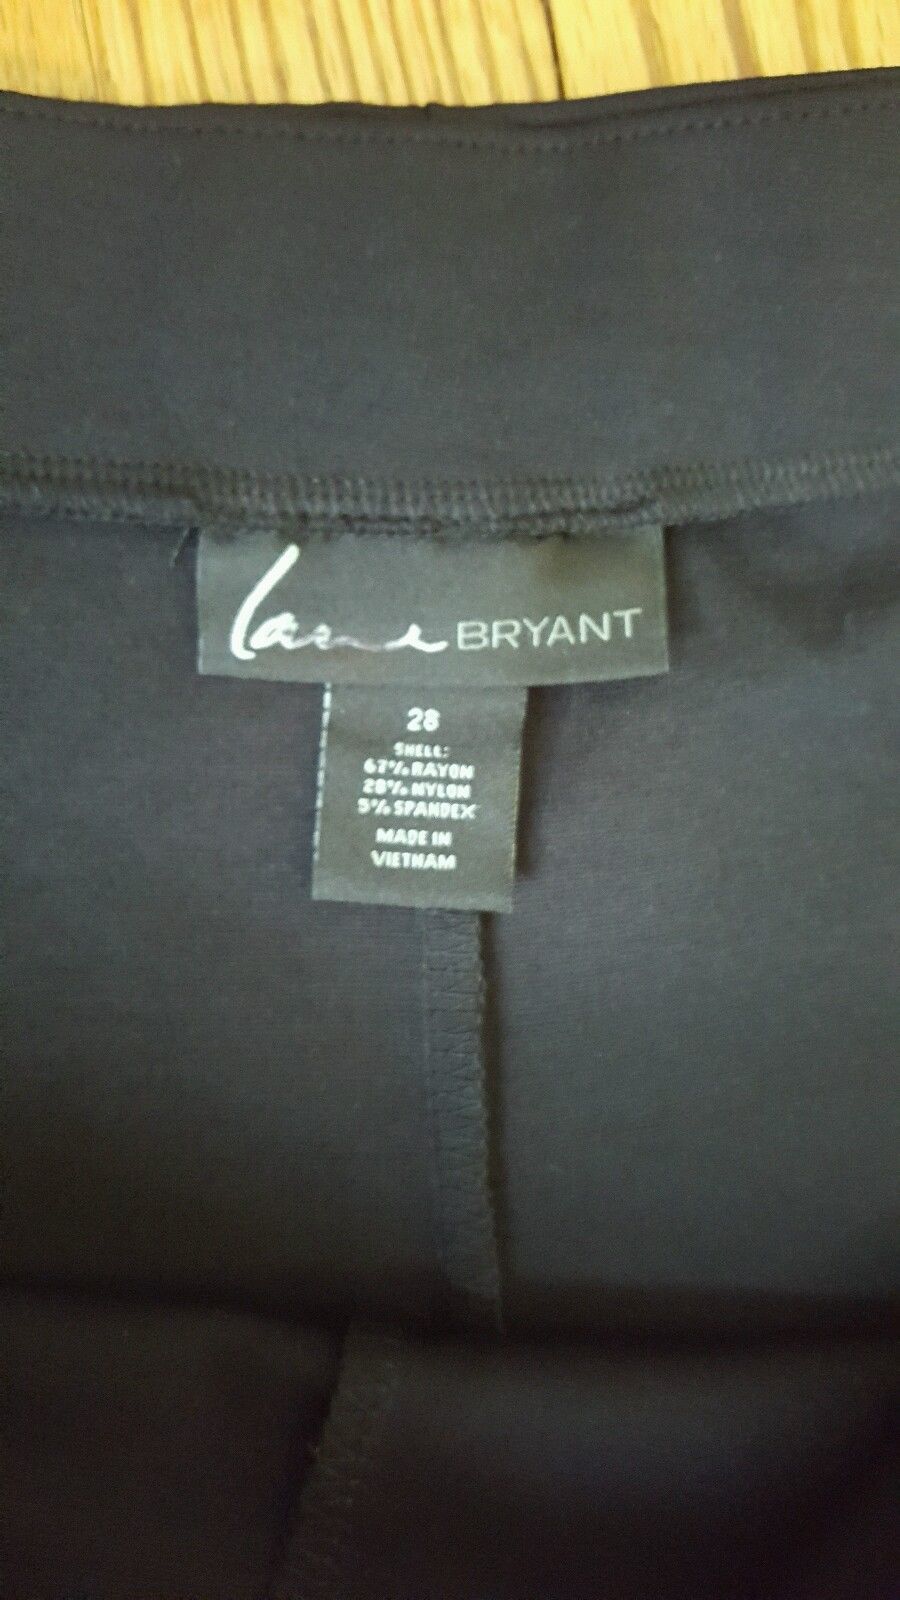 Lane BRYANT
28
SHELL:
67% RAYON
28% NYLON
5% SPANDEX
MADE IN
VIETNAM